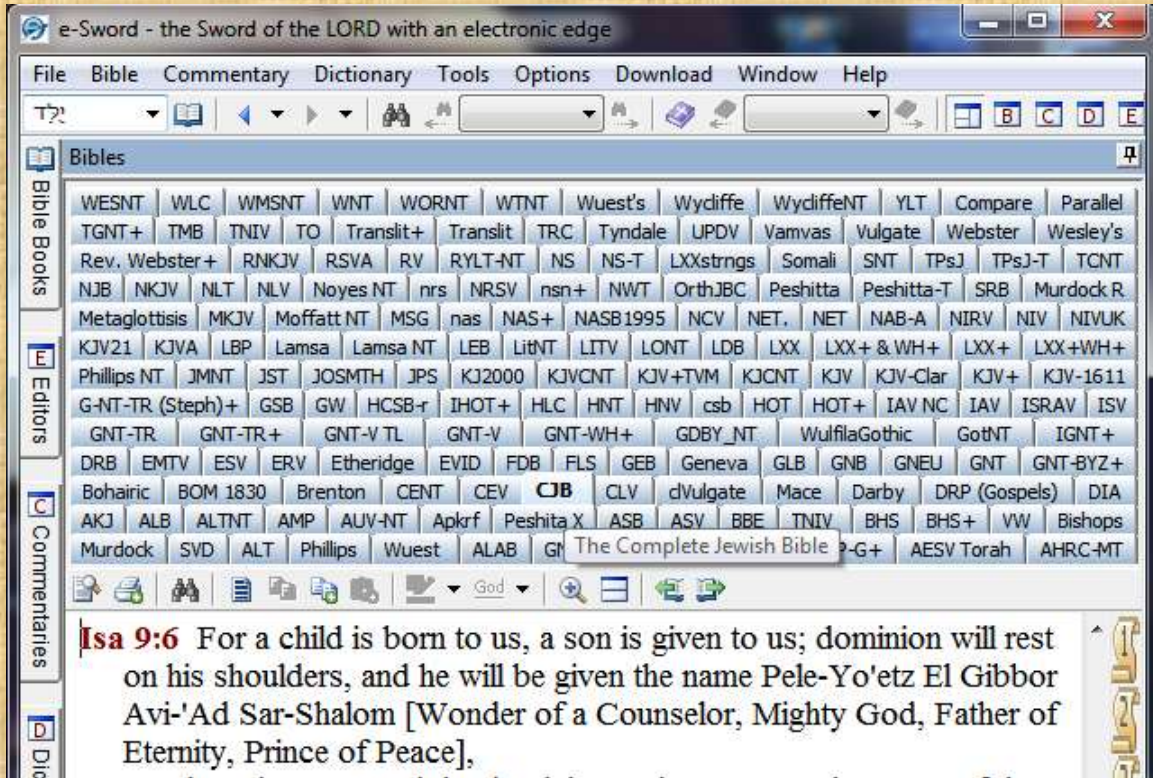 e-Sword - the Sword of the LORD with an electronic edge
File Bible Commentary Dictionary Tools Options Download Window Help
ילד
B C D E
Bibles
Bible Books
E Editors
C Commentaries
D Dic
WESNT WLC WMSNT WNT WORNT WTNT Wuest's Wycliffe WycliffeNT YLT Compare Parallel
TGNT+ TMB TNIV TO Translit+ Translit TRC Tyndale UPDV Vamvas Vulgate Webster Wesley's
Rev. Webster+ RNKJV RSVA RV RYLT-NT NS NS-T LXXstrngs Somali SNT TPsJ TPsJ-T TCNT
NJB NKJV NLT NLV Noyes NT nrs NRSV nsn+ NWT OrthJBC Peshitta Peshitta-T SRB Murdock R
Metaglottisis MKJV Moffatt NT MSG nas NAS+ NASB1995 NCV NET. NET NAB-A NIRV NIV NIVUK
KJV21 KJVA LBP Lamsa Lamsa NT LEB LitNT LITV LONT LDB LXX LXX+ & WH+ LXX+ LXX+WH+
Phillips NT JMNT JST JOSMTH JPS KJ2000 KJVCNT KJV+TVM KJCNT KJV KJV-Clar KJV+ KJV-1611
G-NT-TR (Steph)+ GSB GW HCSB-r IHOT+ HLC HNT HNV csb HOT HOT+ IAV NC IAV ISRAV ISV
GNT-TR GNT-TR+ GNT-V TL GNT-V GNT-WH+ GDBY_NT WulfilaGothic GotNT IGNT+
DRB EMTV ESV ERV Etheridge EVID FDB FLS GEB Geneva GLB GNB GNEU GNT GNT-BYZ+
Bohairic BOM 1830 Brenton CENT CEV CJB CLV clVulgate Mace Darby DRP (Gospels) DIA
AKJ ALB ALTNT AMP AUV-NT Apkrf Peshita X ASB ASV BBE TNIV BHS BHS+ VW Bishops
Murdock SVD ALT Phillips Wuest ALAB The Complete Jewish Bible P-G+ AESV Torah AHRC-MT
God
Isa 9:6 For a child is born to us, a son is given to us; dominion will rest
on his shoulders, and he will be given the name Pele-Yo'etz El Gibbor
Avi-'Ad Sar-Shalom [Wonder of a Counselor, Mighty God, Father of
Eternity, Prince of Peace],